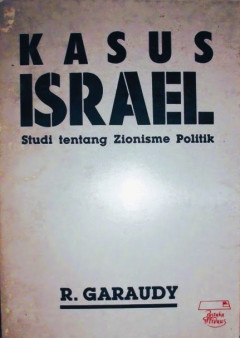 KASUS
ISRAEL
Studi tentang Zionisme Politik
R. GARAUDY